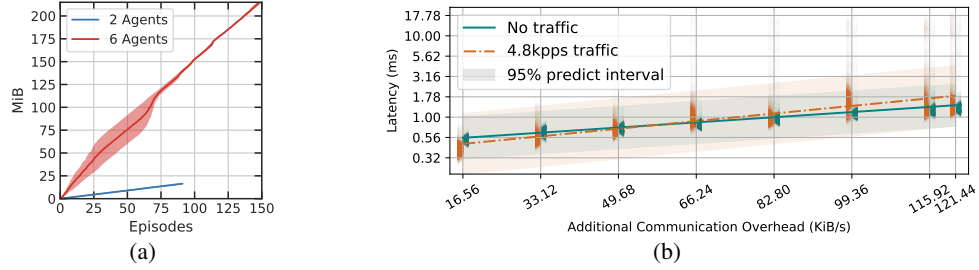 200
175
150
125
100
75
50
25
0
MiB
2 Agents
6 Agents
0 25 50 75 100 125 150
Episodes
(a)
17.78
10.00
5.62
3.16
1.78
1.00
0.56
0.32
Latency (ms)
No traffic
4.8kpps traffic
95% predict interval
16.56 33.12 49.68 66.24 82.80 99.36 115.92 121.44
Additional Communication Overhead (KiB/s)
(b)